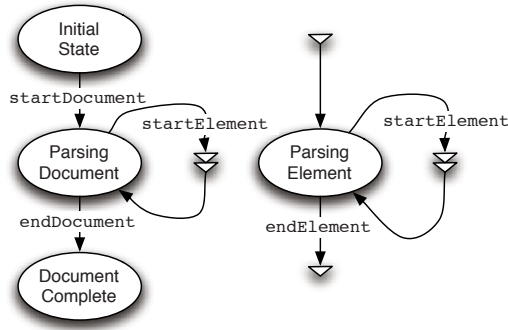 Initial
State
startDocument
startElement
Parsing
Document
endDocument
Document
Complete
startElement
Parsing
Element
endElement